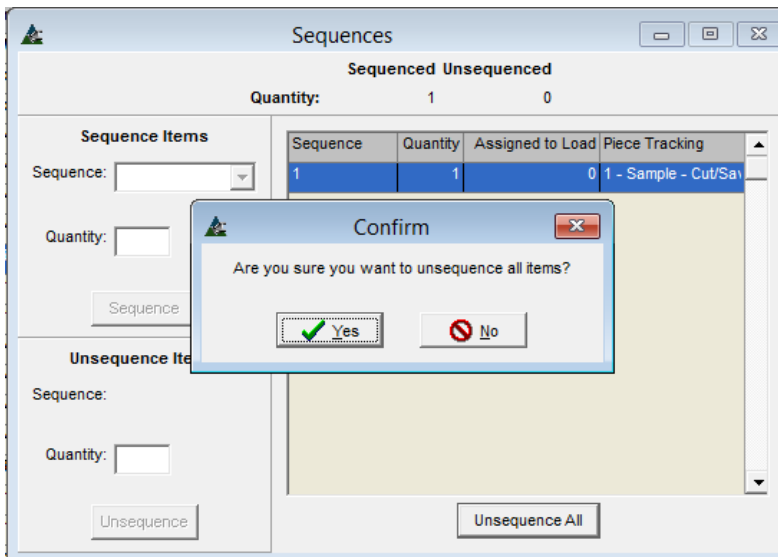 Sequences
Sequenced Unsequenced
Quantity: 1 0
Sequence Items
Sequence:
Quantity:
Sequence
Unsequence Ite
Sequence:
Quantity:
Unsequence
Sequence Quantity Assigned to Load Piece Tracking
1 1 0 1 - Sample - Cut/Sav
Confirm
Are you sure you want to unsequence all items?
Yes
No
Unsequence All